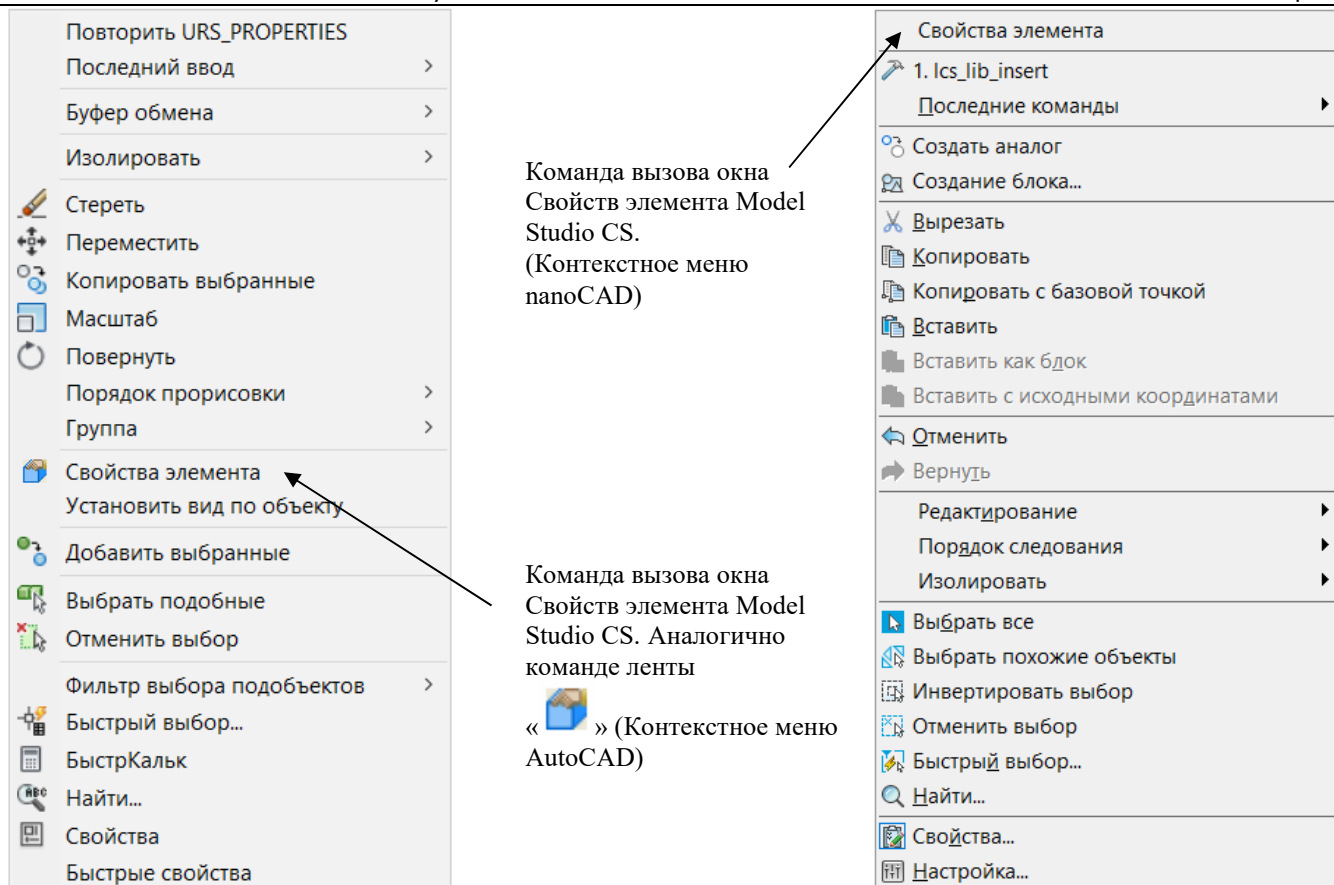 Повторить URS_PROPERTIES
Последний ввод
Буфер обмена
Изолировать
Стереть
Переместить
Копировать выбранные
Масштаб
Повернуть
Порядок прорисовки
Группа
Свойства элемента
Установить вид по объекту
Добавить выбранные
Выбрать подобные
Отменить выбор
Фильтр выбора подобъектов
Быстрый выбор...
БыстрКальк
Найти...
Свойства
Быстрые свойства
Команда вызова окна
Свойств элемента Model
Studio CS.
(Контекстное меню
nanoCAD)
Команда вызова окна
Свойств элемента Model
Studio CS. Аналогично
команде ленты
« » (Контекстное меню
AutoCAD)
Свойства элемента
1. lcs_lib_insert
Последние команды
Создать аналог
Создание блока...
Вырезать
Копировать
Копировать с базовой точкой
Вставить
Вставить как блок
Вставить с исходными координатами
Отменить
Вернуть
Редактирование
Порядок следования
Изолировать
Выбрать все
Выбрать похожие объекты
Инвертировать выбор
Отменить выбор
Быстрый выбор...
Найти...
Свойства...
Настройка...